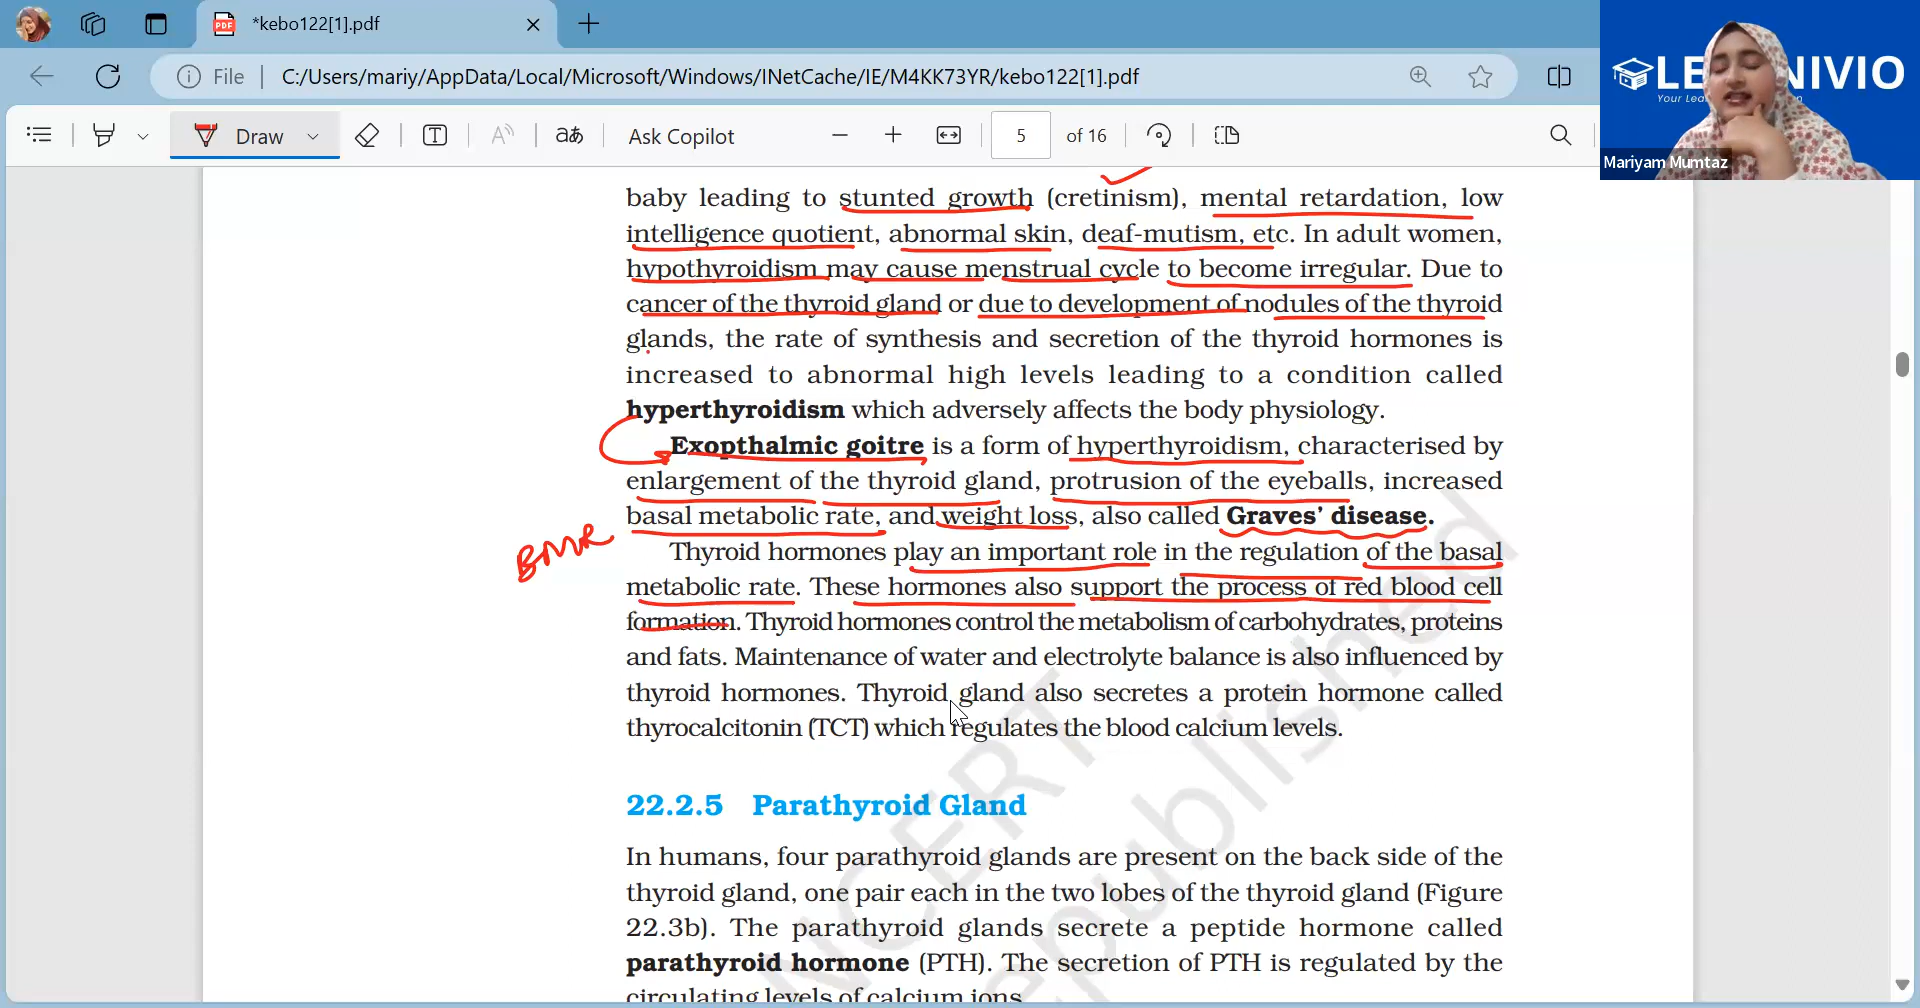 *kebo122[1].pdf
File
C:/Users/mariy/AppData/Local/Microsoft/Windows/INetCache/IE/M4KK73YR/kebo122[1].pdf
Draw
T
A
aあ
Ask Copilot
5
of 16
LE NIVIO
Your Lea
Mariyam Mumtaz
baby leading to stunted growth (cretinism), mental retardation, low
intelligence quotient, abnormal skin, deaf-mutism, etc. In adult women,
hypothyroidism may cause menstrual cycle to become irregular. Due to
cancer of the thyroid gland or due to development of nodules of the thyroid
glands, the rate of synthesis and secretion of the thyroid hormones is
increased to abnormal high levels leading to a condition called
hyperthyroidism which adversely affects the body physiology.
Exopthalmic goitre is a form of hyperthyroidism, characterised by
enlargement of the thyroid gland, protrusion of the eyeballs, increased
basal metabolic rate, and weight loss, also called Graves' disease.
BMR
Thyroid hormones play an important role in the regulation of the basal
metabolic rate. These hormones also support the process of red blood cell
formation. Thyroid hormones control the metabolism of carbohydrates, proteins
and fats. Maintenance of water and electrolyte balance is also influenced by
thyroid hormones. Thyroid gland also secretes a protein hormone called
thyrocalcitonin (TCT) which regulates the blood calcium levels.
22.2.5 Parathyroid Gland
In humans, four parathyroid glands are present on the back side of the
thyroid gland, one pair each in the two lobes of the thyroid gland (Figure
22.3b). The parathyroid glands secrete a peptide hormone called
parathyroid hormone (PTH). The secretion of PTH is regulated by the
circulating levels of calcium ions.
NCERT
epublished